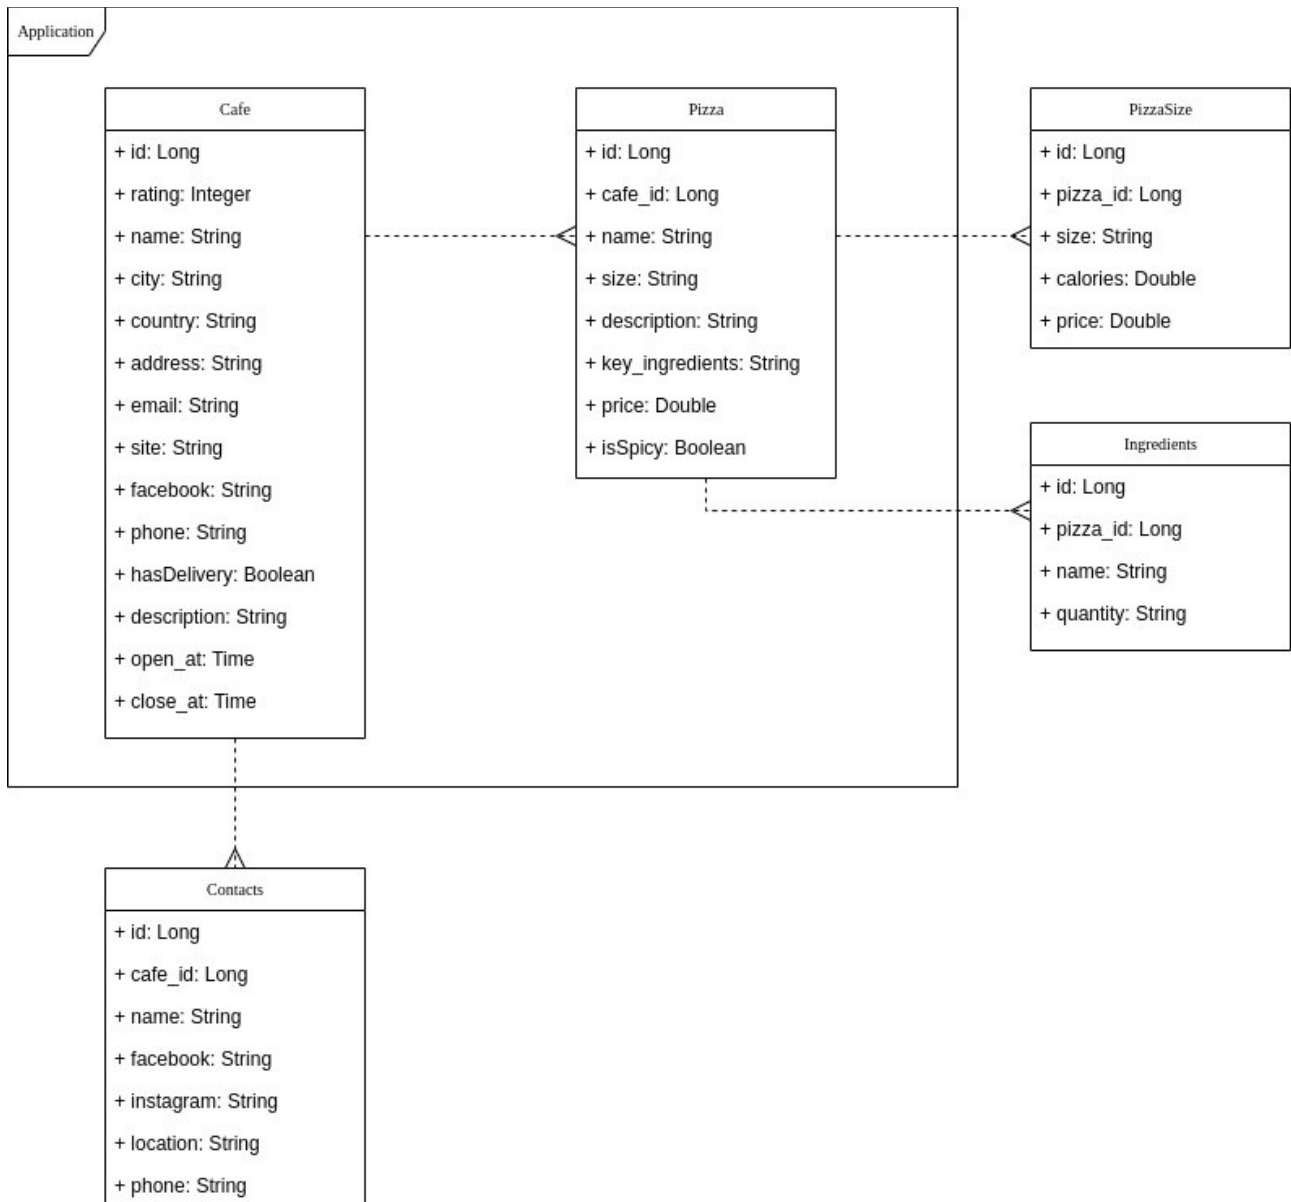 Application
Cafe
+ id: Long
+ rating: Integer
+ name: String
+ city: String
+ country: String
+ address: String
+ email: String
+ site: String
+ facebook: String
+ phone: String
+ hasDelivery: Boolean
+ description: String
+ open_at: Time
+ close_at: Time
Pizza
+ id: Long
+ cafe_id: Long
+ name: String
+ size: String
+ description: String
+ key_ingredients: String
+ price: Double
+ isSpicy: Boolean
PizzaSize
+ id: Long
+ pizza_id: Long
+ size: String
+ calories: Double
+ price: Double
Ingredients
+ id: Long
+ pizza_id: Long
+ name: String
+ quantity: String
Contacts
+ id: Long
+ cafe_id: Long
+ name: String
+ facebook: String
+ instagram: String
+ location: String
+ phone: String